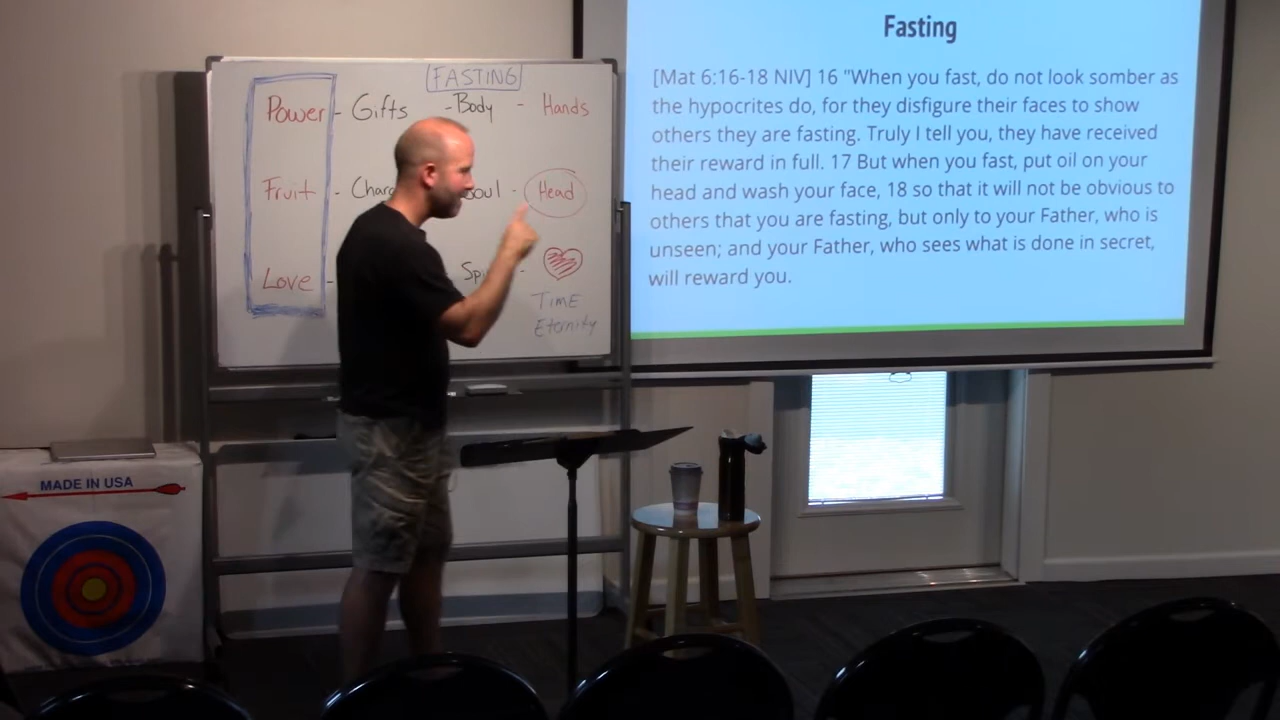 FASTING
Power - Gifts - Body - Hands
Fruit - Soul - Head
Love -
TIME
Eternity
Fasting
[Mat 6:16-18 NIV] 16 "When you fast, do not look somber as
the hypocrites do, for they disfigure their faces to show
others they are fasting. Truly I tell you, they have received
their reward in full. 17 But when you fast, put oil on your
head and wash your face, 18 so that it will not be obvious to
others that you are fasting, but only to your Father, who is
unseen; and your Father, who sees what is done in secret,
will reward you.
MADE IN USA